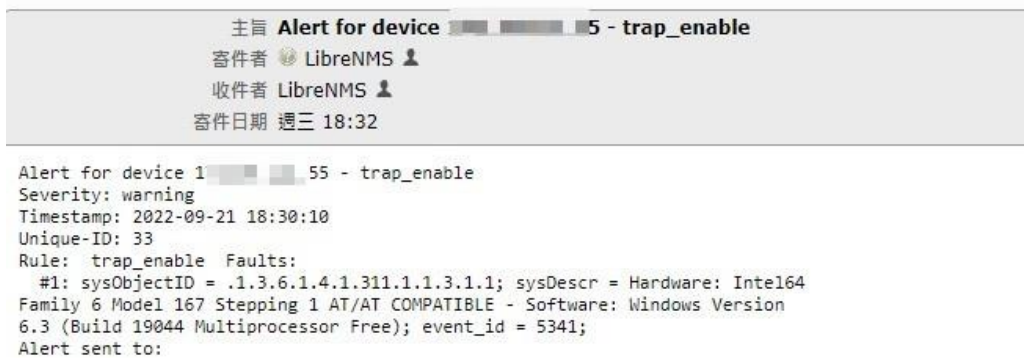 主旨 Alert for device 5 - trap_enable
寄件者 LibreNMS
收件者 LibreNMS
寄件日期 週三 18:32
Alert for device 1 55 - trap_enable
Severity: warning
Timestamp: 2022-09-21 18:30:10
Unique-ID: 33
Rule: trap_enable Faults:
#1: sysObjectID = .1.3.6.1.4.1.311.1.1.3.1.1; sysDescr = Hardware: Intel64
Family 6 Model 167 Stepping 1 AT/AT COMPATIBLE - Software: Windows Version
6.3 (Build 19044 Multiprocessor Free); event_id = 5341;
Alert sent to: